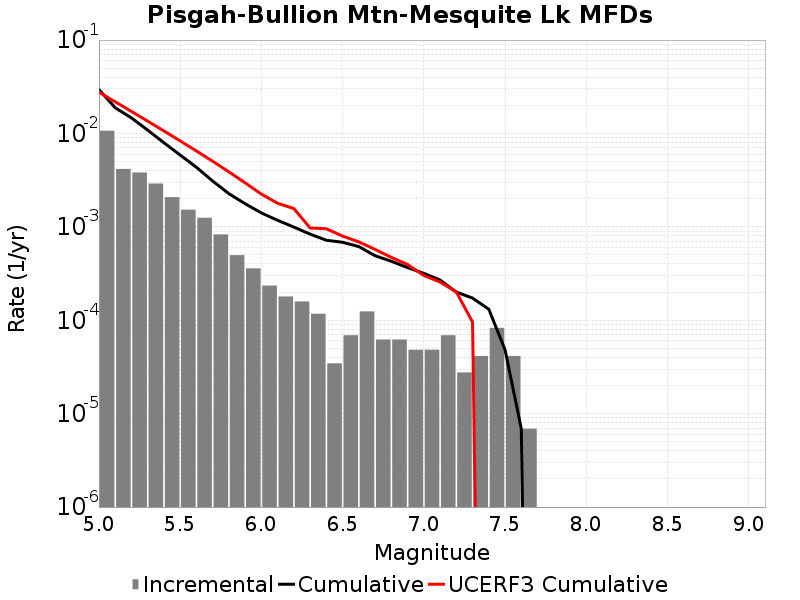 Pisgah-Bullion Mtn-Mesquite Lk MFDs
10-1
10-2
10-3
10-4
10-5
10-6
Rate (1/yr)
5.0 5.5 6.0 6.5 7.0 7.5 8.0 8.5 9.0
Magnitude
Incremental Cumulative UCERF3 Cumulative